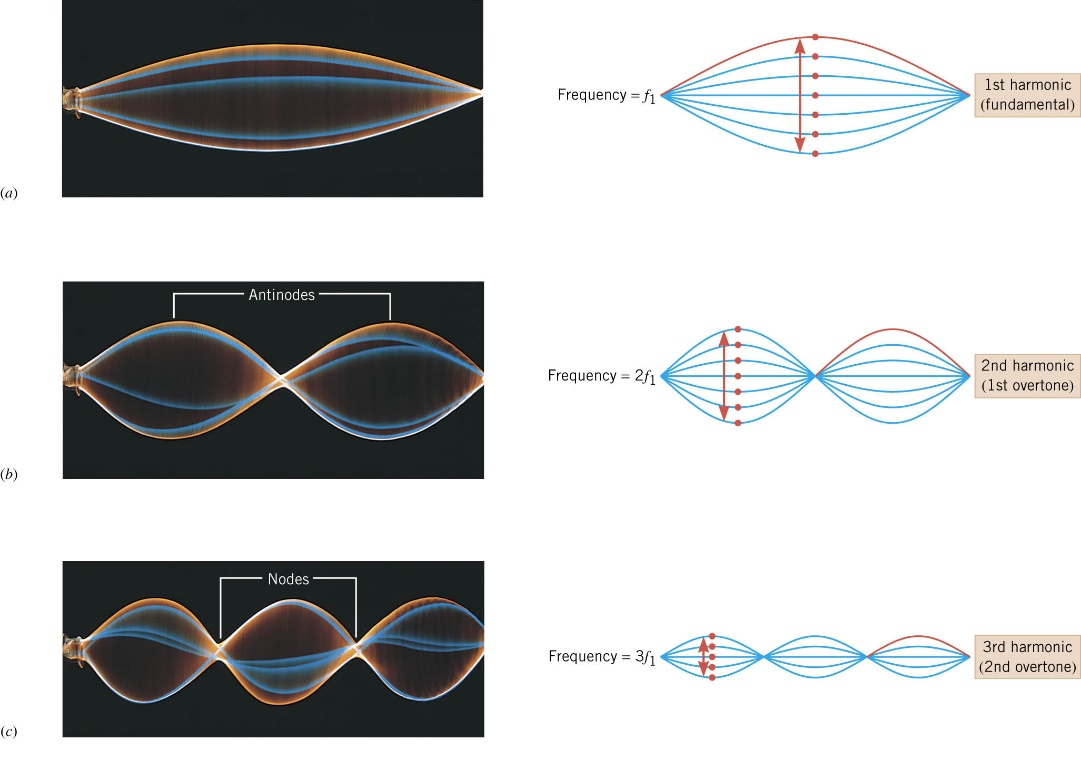 Frequency = f1
1st harmonic
(fundamental)
(a)
Antinodes
Frequency = 2f1
2nd harmonic
(1st overtone)
(b)
Nodes
Frequency = 3f1
3rd harmonic
(2nd overtone)
(c)